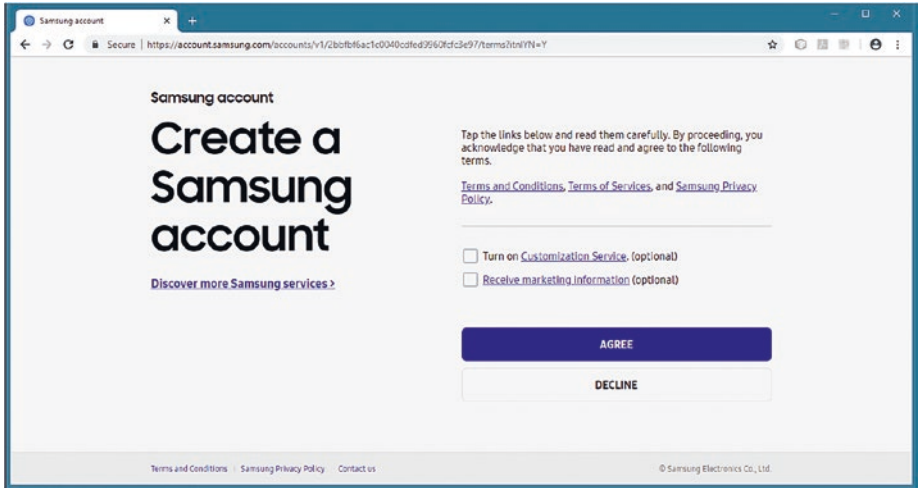 Samsung account
Secure | https://account.samsung.com/accounts/v1/2bbfbf6ac1c0040cdfed9960fcfc3e97/terms?itnlYN=Y
Samsung account
Create a
Samsung
account
Discover more Samsung services >
Tap the links below and read them carefully. By proceeding, you
acknowledge that you have read and agree to the following
terms.
Terms and Conditions, Terms of Services, and Samsung Privacy
Policy.
Turn on Customization Service. (optional)
Receive marketing information (optional)
AGREE
DECLINE
Terms and Conditions | Samsung Privacy Policy Contact us
© Samsung Electronics Co., Ltd.